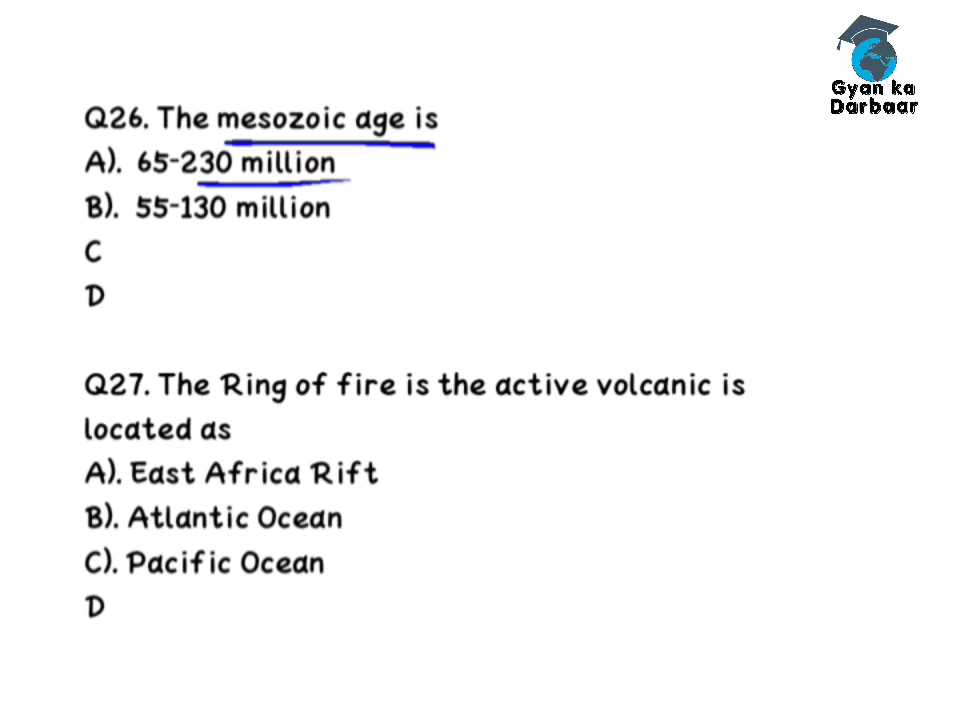 Gyan ka
Darbaar
Q26. The mesozoic age is
A). 65-230 million
B). 55-130 million
C
D
Q27. The Ring of fire is the active volcanic is
located as
A). East Africa Rift
B). Atlantic Ocean
C). Pacific Ocean
D